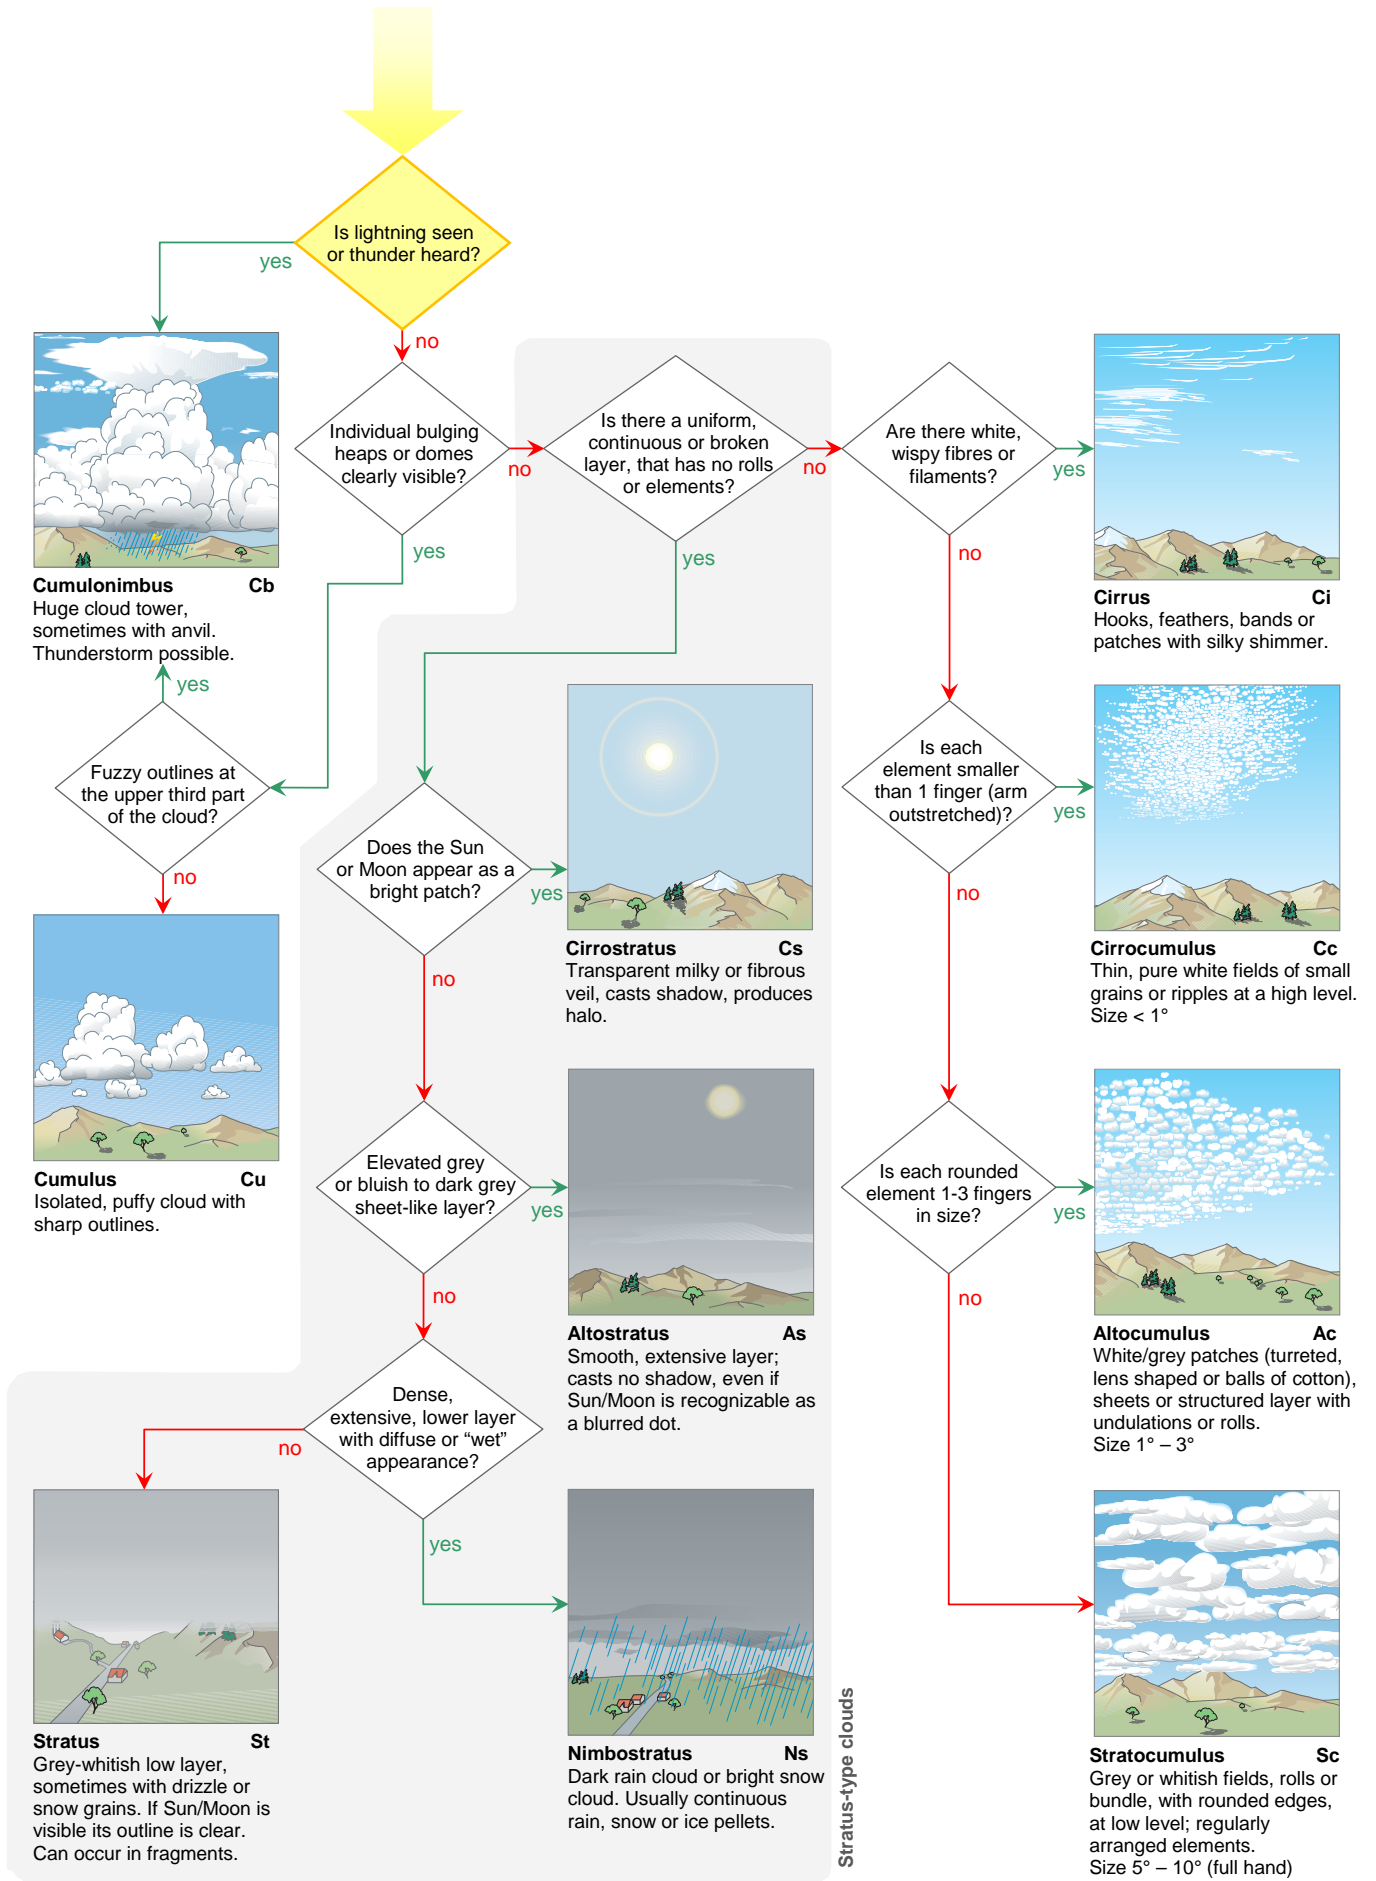 Is lightning seen
or thunder heard?
yes
no
Individual bulging
heaps or domes
clearly visible?
no
yes
Is there a uniform,
continuous or broken
layer, that has no rolls
or elements?
no
yes
Are there white,
wispy fibres or
filaments?
yes
no
Cumulonimbus Cb
Huge cloud tower,
sometimes with anvil.
Thunderstorm possible.
yes
Fuzzy outlines at
the upper third part
of the cloud?
no
Cumulus Cu
Isolated, puffy cloud with
sharp outlines.
Does the Sun
or Moon appear as a
bright patch?
yes
no
Cirrostratus Cs
Transparent milky or fibrous
veil, casts shadow, produces
halo.
Elevated grey
or bluish to dark grey
sheet-like layer?
yes
no
Altostratus As
Smooth, extensive layer;
casts no shadow, even if
Sun/Moon is recognizable as
a blurred dot.
Dense,
extensive, lower layer
with diffuse or “wet”
appearance?
no
yes
Stratus St
Grey-whitish low layer,
sometimes with drizzle or
snow grains. If Sun/Moon is
visible its outline is clear.
Can occur in fragments.
Nimbostratus Ns
Dark rain cloud or bright snow
cloud. Usually continuous
rain, snow or ice pellets.
Stratus-type clouds
Cirrus Ci
Hooks, feathers, bands or
patches with silky shimmer.
Is each
element smaller
than 1 finger (arm
outstretched)?
yes
no
Cirrocumulus Cc
Thin, pure white fields of small
grains or ripples at a high level.
Size < 1°
Is each rounded
element 1-3 fingers
in size?
yes
no
Altocumulus Ac
White/grey patches (turreted,
lens shaped or balls of cotton),
sheets or structured layer with
undulations or rolls.
Size 1° – 3°
Stratocumulus Sc
Grey or whitish fields, rolls or
bundle, with rounded edges,
at low level; regularly
arranged elements.
Size 5° – 10° (full hand)